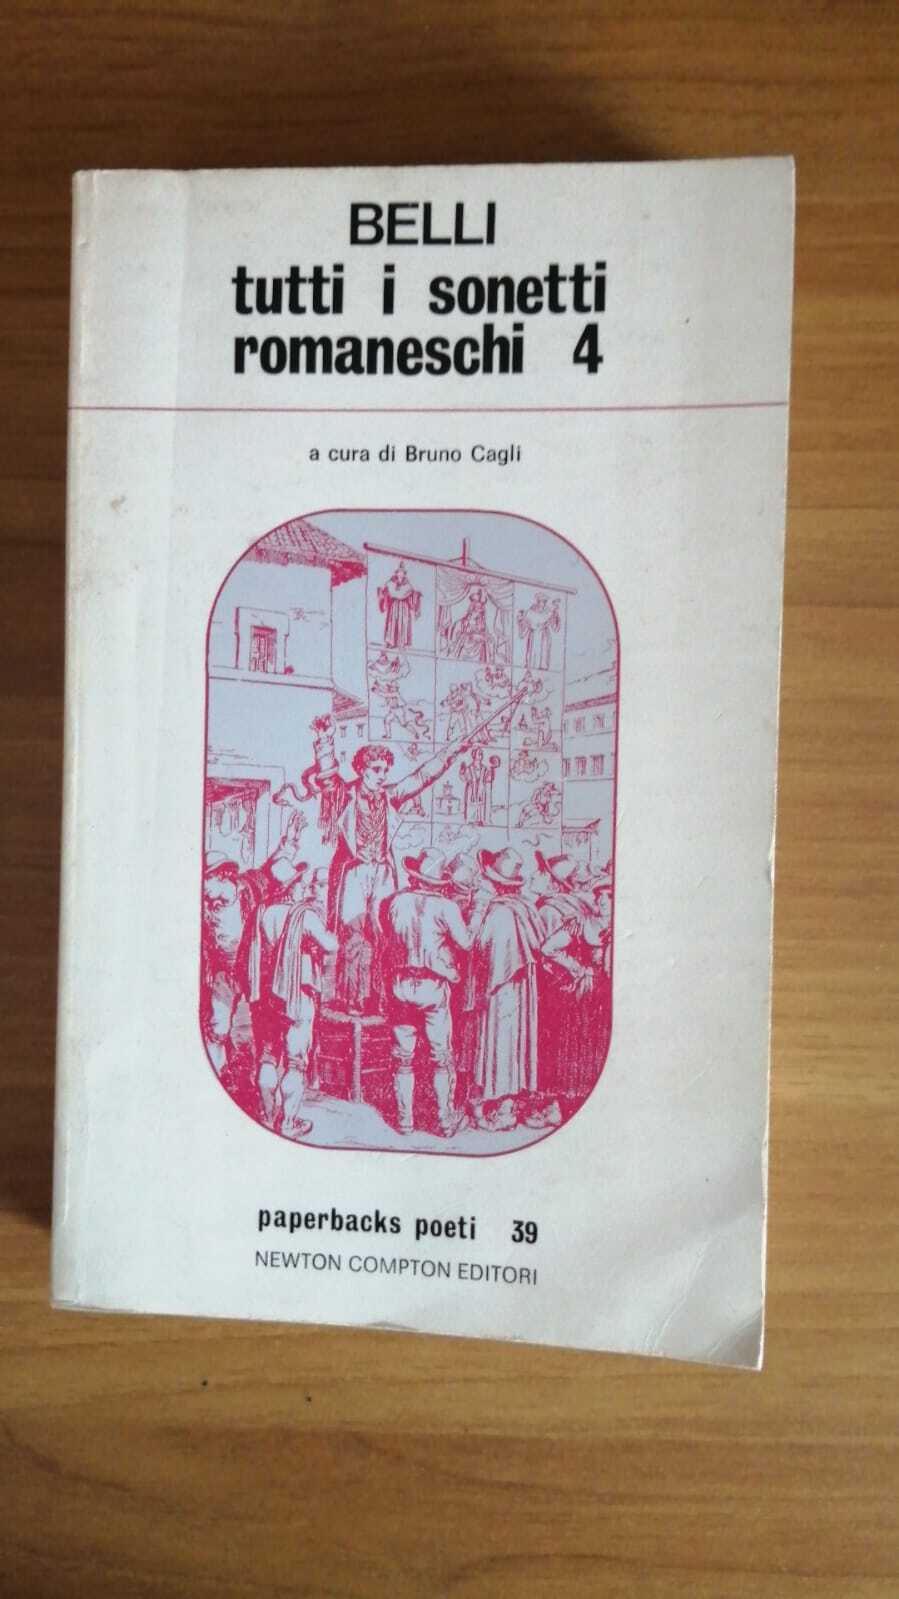 BELLI
tutti i sonetti
romaneschi 4
a cura di Bruno Cagli
paperbacks poeti 39
NEWTON COMPTON EDITORI